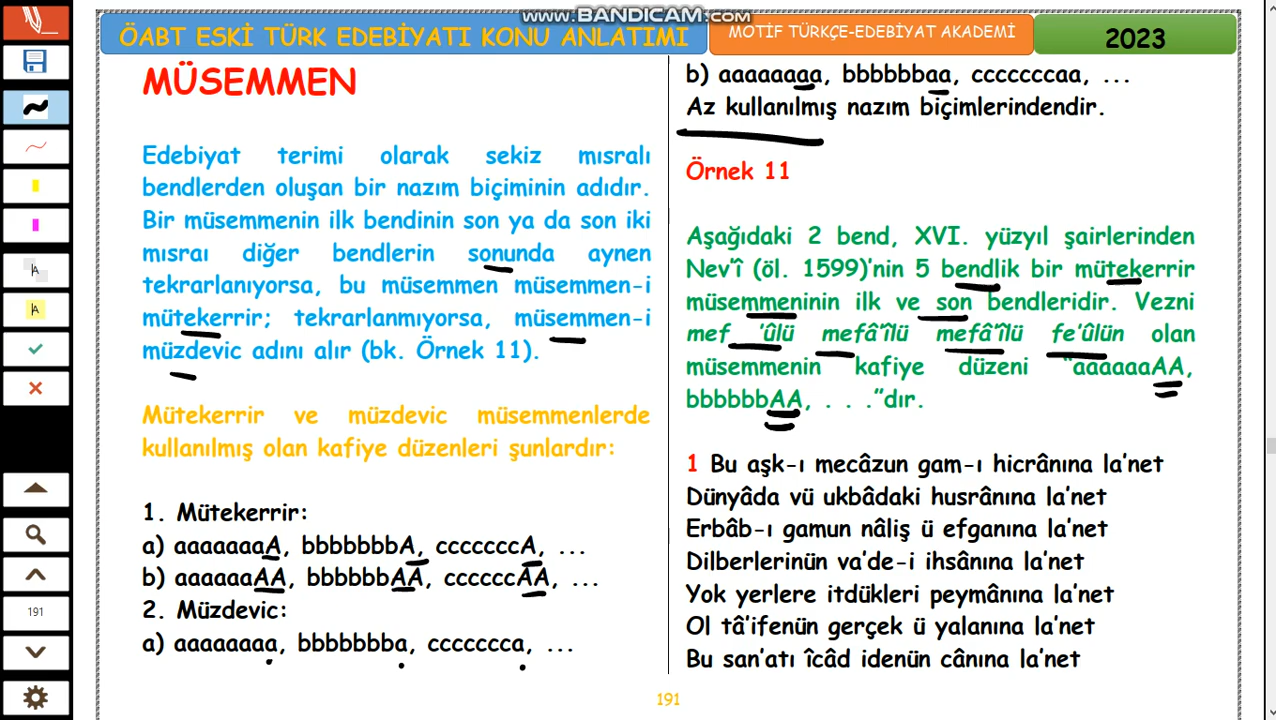 www.BANDICAM.com
ÖABT ESKİ TÜRK EDEBİYATI KONU ANLATIMI
MOTİF TÜRKÇE-EDEBİYAT AKADEMİ
2023
MÜSEMMEN
Edebiyat terimi olarak sekiz mısralı
bendlerden oluşan bir nazım biçiminin adıdır.
Bir müsemmenin ilk bendinin son ya da son iki
mısraı diğer bendlerin sonunda aynen
tekrarlanıyorsa, bu müsemmen müsemmen-i
mütekerrir; tekrarlanmıyorsa, müsemmen-i
müzdevic adını alır (bk. Örnek 11).
Mütekerrir ve müzdevic müsemmenlerde
kullanılmış olan kafiye düzenleri şunlardır:
1. Mütekerrir:
a) aaaaaaaA, bbbbbbbA, cccccccA, ...
b) aaaaaaAA, bbbbbbAA, ccccccAA, ...
2. Müzdevic:
a) aaaaaaaa, bbbbbbba, ccccccca, ...
b) aaaaaaaa, bbbbbbaa, cccccccaa, ...
Az kullanılmış nazım biçimlerindendir.
Örnek 11
Aşağıdaki 2 bend, XVI. yüzyıl şairlerinden
Nev'î (öl. 1599)'nin 5 bendlik bir mütekerrir
müsemmeninin ilk ve son bendleridir. Vezni
mef 'ûlü mefâ'îlü mefâ'îlü fe'ûlün olan
müsemmenin kafiye düzeni "aaaaaaAA,
bbbbbbAA, . . ."dır.
1 Bu aşk-ı mecâzun gam-ı hicrânına la'net
Dünyâda vü ukbâdaki husrânına la'net
Erbâb-ı gamun nâliş ü efganına la'net
Dilberlerinün va'de-i ihsânına la'net
Yok yerlere itdükleri peymânına la'net
Ol tâ'ifenün gerçek ü yalanına la'net
Bu san'atı îcâd idenün cânına la'net
191
191